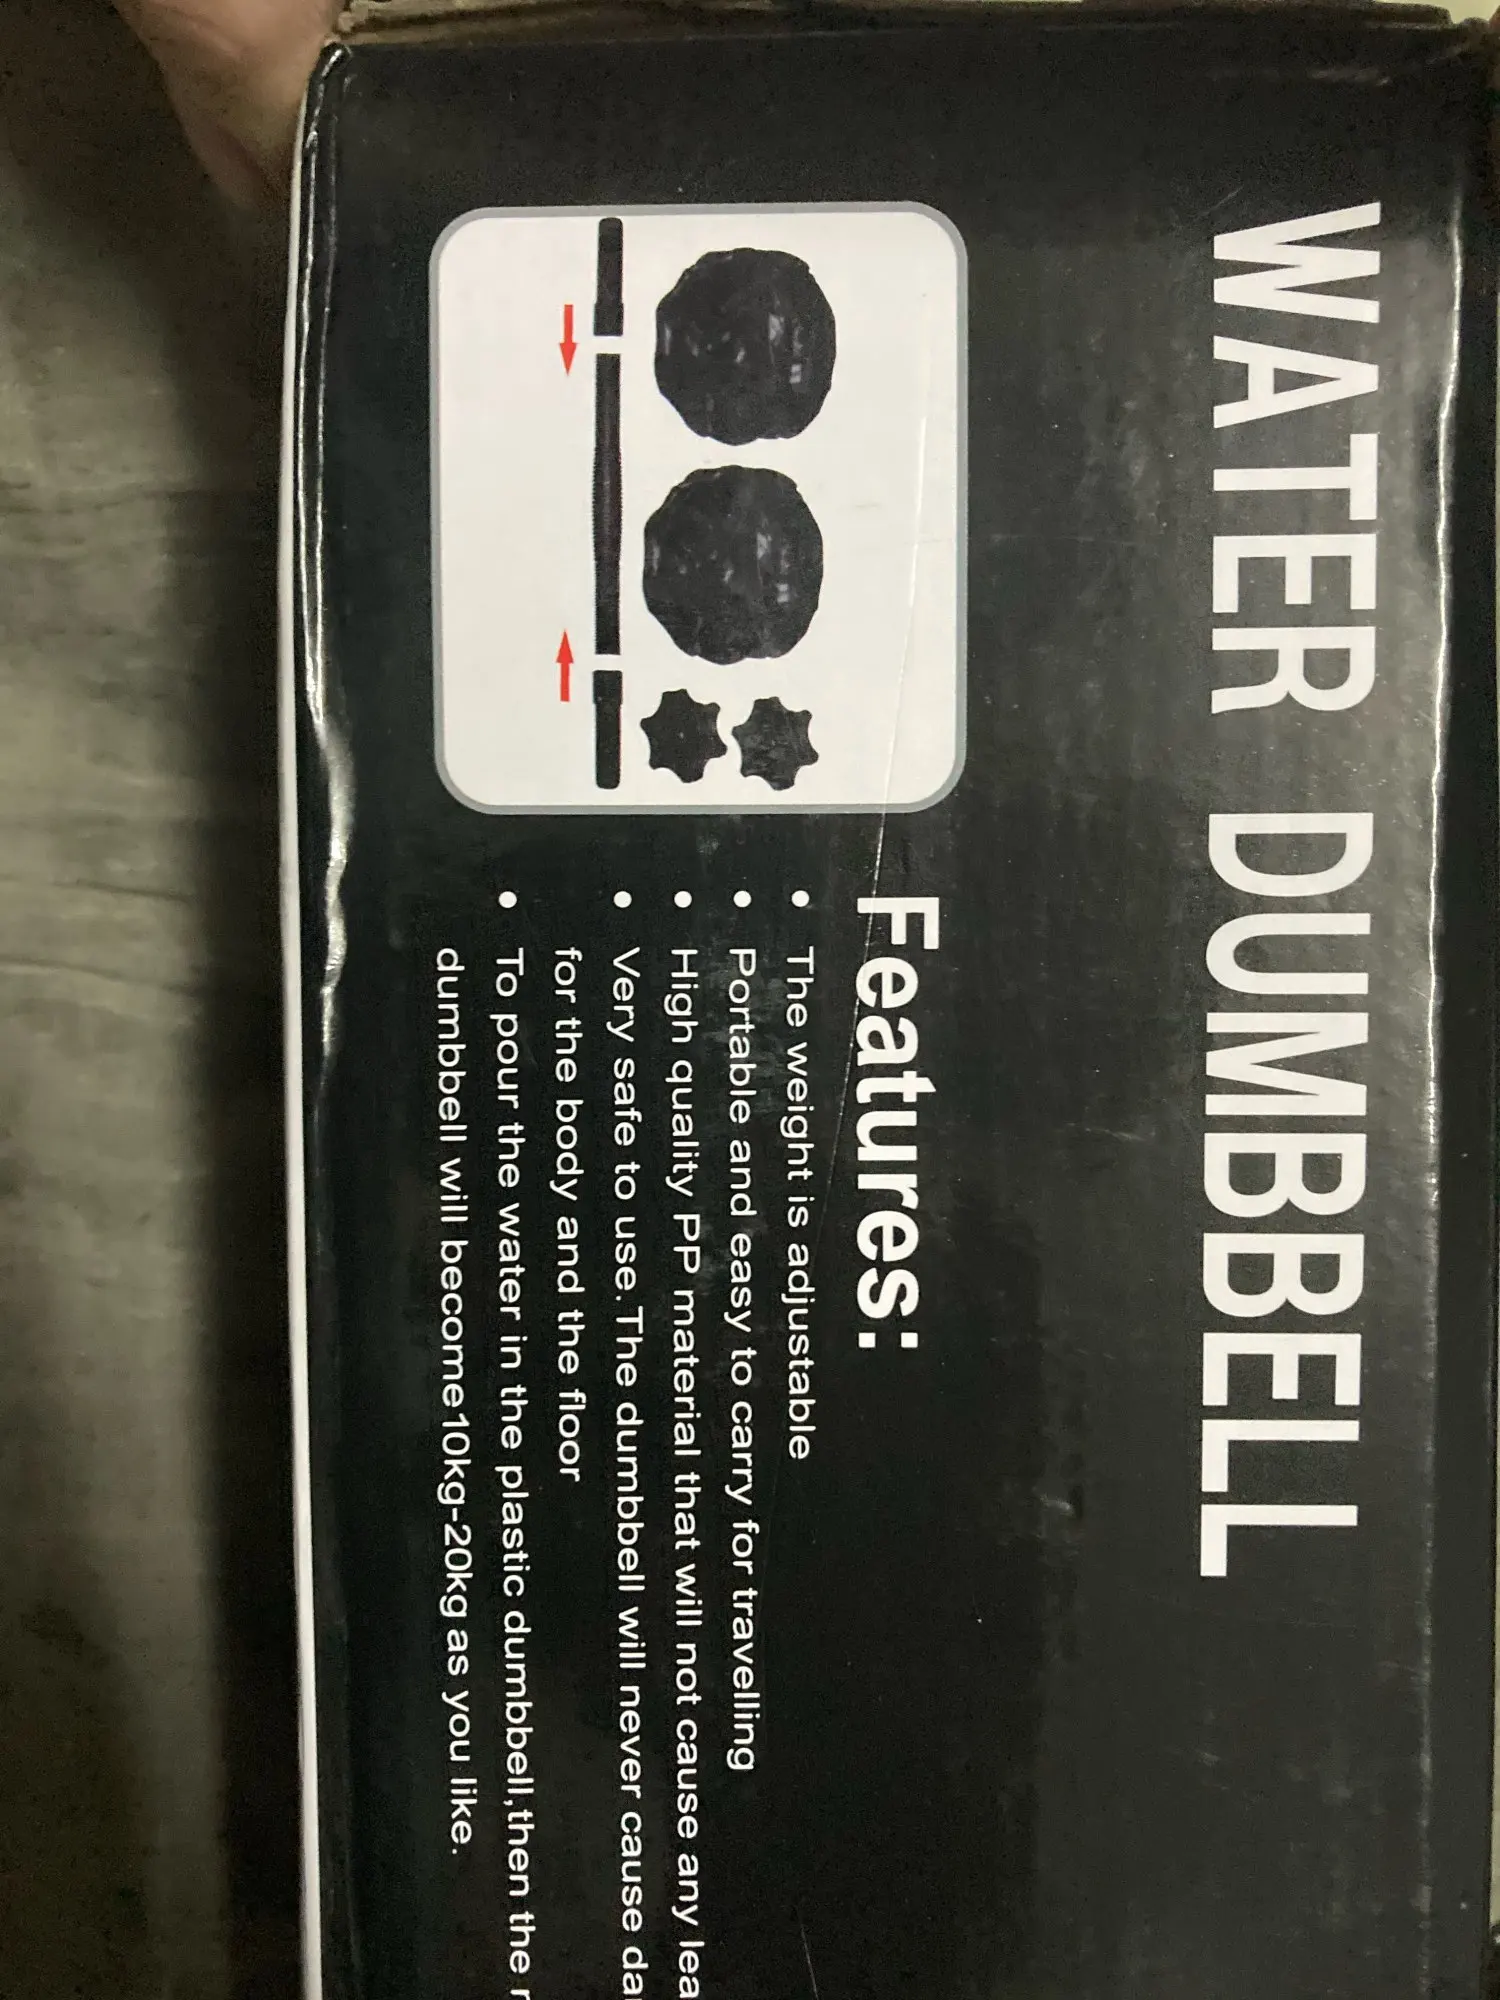 WATER DUMBBELL
Features:
• The weight is adjustable
• Portable and easy to carry for travelling
• High quality PP material that will not cause any
• Very safe to use.The dumbbell will never cause
for the body and the floor
• To pour the water in the plastic dumbbell,then the
dumbbell will become10kg-20kg as you like.